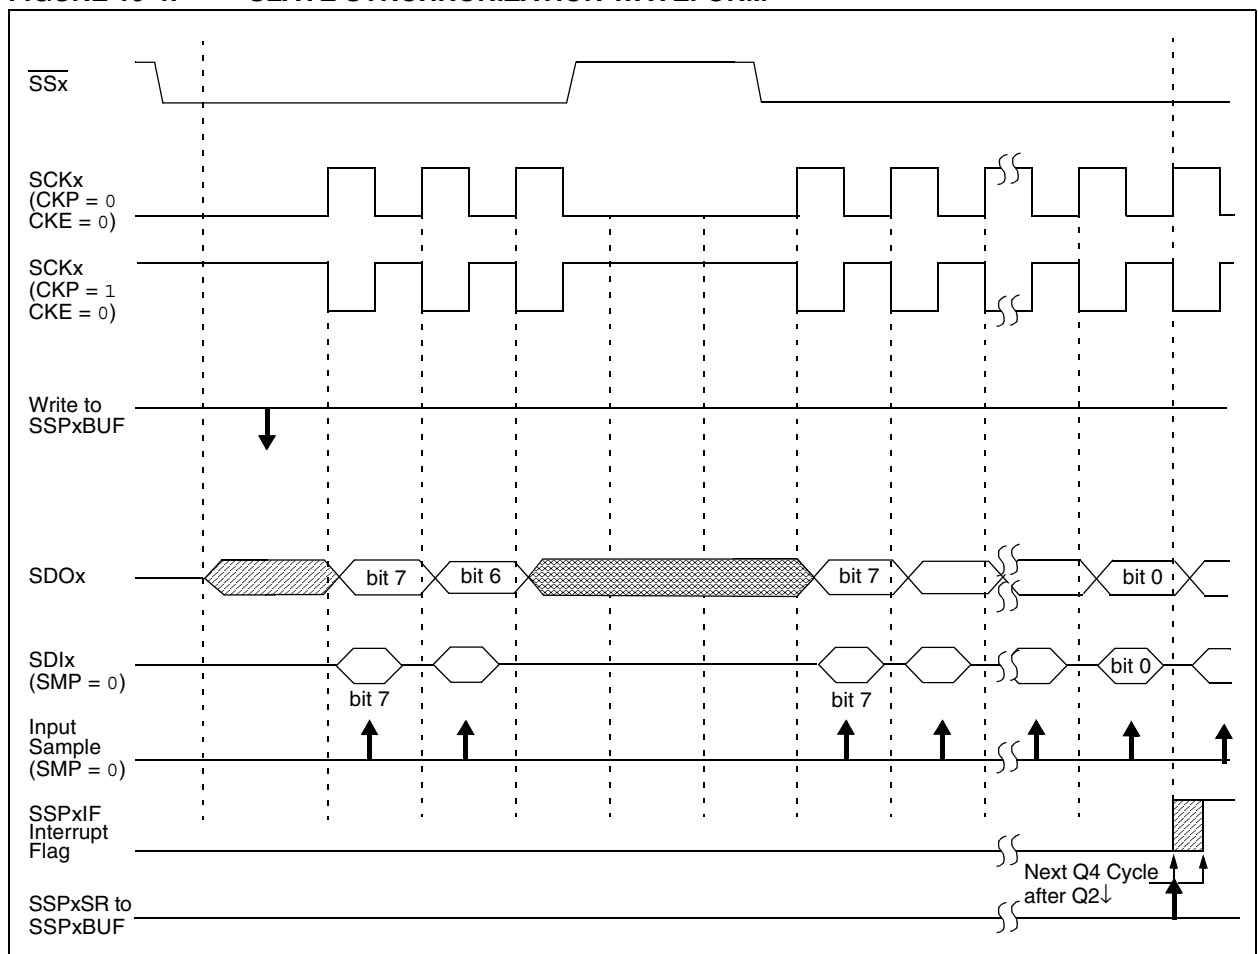 SSx
SCKx
(CKP = 0
CKE = 0)
SCKx
(CKP = 1
CKE = 0)
Write to
SSPxBUF
SDOx
bit 7
bit 6
bit 7
bit 0
SDIx
(SMP = 0)
bit 7
bit 7
bit 0
Input
Sample
(SMP = 0)
SSPxIF
Interrupt
Flag
Next Q4 Cycle
after Q2↓
SSPxSR to
SSPxBUF